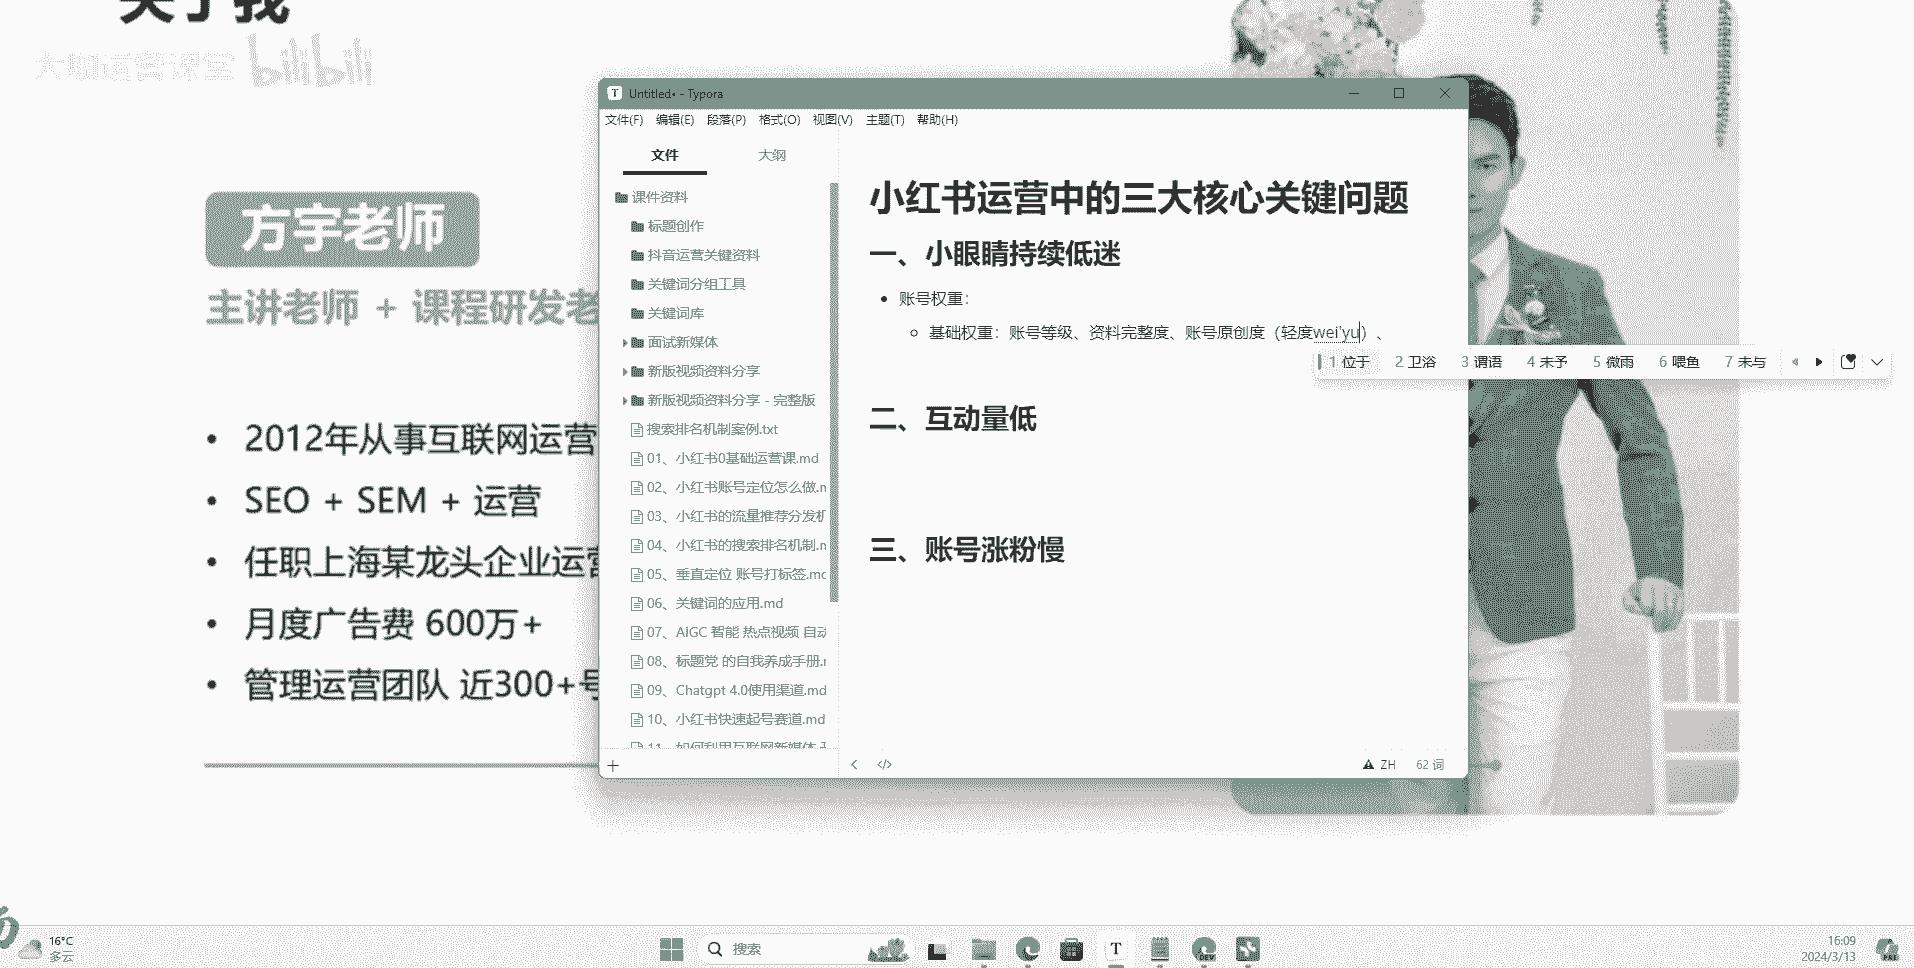 关于我
大咖运营课堂 bilibili
方宇老师
主讲老师 + 课程研发老
2012年从事互联网运营
SEO + SEM + 运营
任职上海某龙头企业运营
月度广告费 600万+
管理运营团队 近300+号
Untitled• - Typora
文件(F) 编辑(E) 段落(P) 格式(O) 视图(V) 主题(T) 帮助(H)
文件 大纲
课件资料
标题创作
抖音运营关键资料
关键词分组工具
关键词库
面试新媒体
新版视频资料分享
新版视频资料分享 - 完整版
搜索排名机制案例.txt
01、小红书0基础运营课.md
02、小红书账号定位怎么做.m
03、小红书的流量推荐分发机
04、小红书的搜索排名机制.m
05、垂直定位 账号打标签.md
06、关键词的应用.md
07、AIGC 智能 热点视频 自动
08、标题党 的自我养成手册.m
09、Chatgpt 4.0使用渠道.md
10、小红书快速起号赛道.md
11、如何利用互联网新媒体
小红书运营中的三大核心关键问题
一、小眼睛持续低迷
账号权重：
基础权重：账号等级、资料完整度、账号原创度（轻度wei'yu）、
1 位于 2 卫浴 3 谓语 4 未予 5 微雨 6 喂鱼 7 未与
二、互动量低
三、账号涨粉慢
ZH 62 词
16°C
多云
搜索
T
DEV
16:09
2024/3/13
PRE